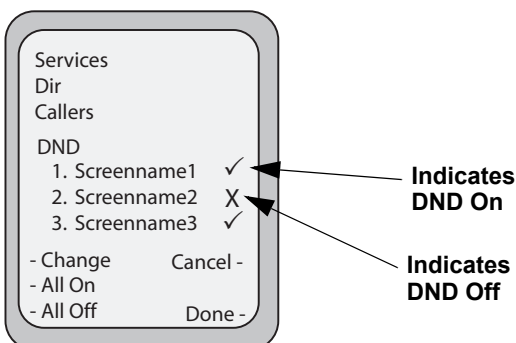 Services
Dir
Callers
DND
1. Screenname1 ✓
2. Screenname2 X
3. Screenname3 ✓
- Change Cancel -
- All On
- All Off Done -
Indicates
DND On
Indicates
DND Off